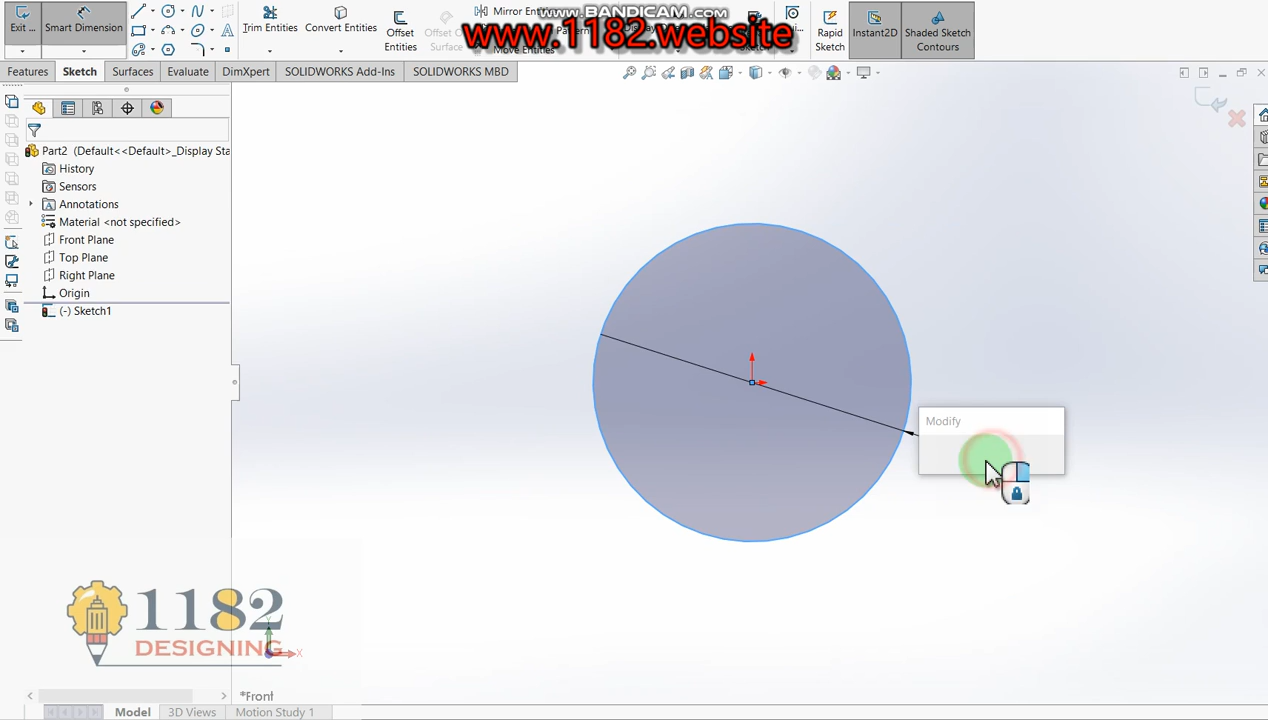 www.BANDICAM.COM
www.1182.website
Exit ...
Smart Dimension
Trim Entities
Convert Entities
Offset Entities
Offset On Surface
Mirror Entities
Move Entities
Rapid Sketch
Instant2D
Shaded Sketch Contours
Features
Sketch
Surfaces
Evaluate
DimXpert
SOLIDWORKS Add-Ins
SOLIDWORKS MBD
Part2 (Default<<Default>_Display Sta
History
Sensors
Annotations
Material <not specified>
Front Plane
Top Plane
Right Plane
Origin
(-) Sketch1
Modify
1182
DESIGNING
Y
X
*Front
Model
3D Views
Motion Study 1